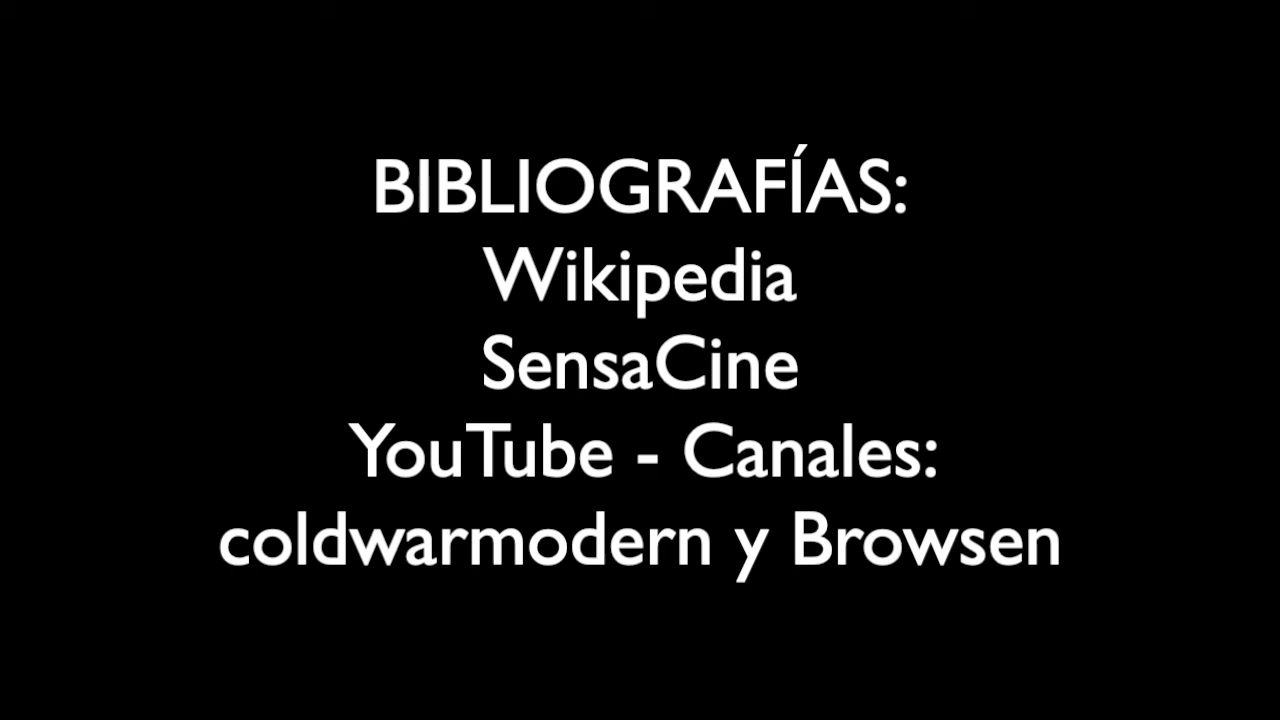 BIBLIOGRAFÍAS:
Wikipedia
SensaCine
YouTube - Canales:
coldwarmodern y Browsen